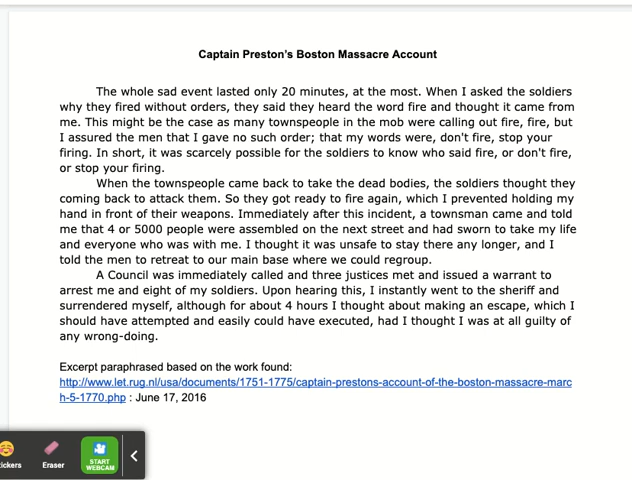 Captain Preston's Boston Massacre Account
The whole sad event lasted only 20 minutes, at the most. When I asked the soldiers
why they fired without orders, they said they heard the word fire and thought it came from
me. This might be the case as many townspeople in the mob were calling out fire, fire, but
I assured the men that I gave no such order; that my words were, don't fire, stop your
firing. In short, it was scarcely possible for the soldiers to know who said fire, or don't fire,
or stop your firing.
When the townspeople came back to take the dead bodies, the soldiers thought they
coming back to attack them. So they got ready to fire again, which I prevented holding my
hand in front of their weapons. Immediately after this incident, a townsman came and told
me that 4 or 5000 people were assembled on the next street and had sworn to take my life
and everyone who was with me. I thought it was unsafe to stay there any longer, and I
told the men to retreat to our main base where we could regroup.
A Council was immediately called and three justices met and issued a warrant to
arrest me and eight of my soldiers. Upon hearing this, I instantly went to the sheriff and
surrendered myself, although for about 4 hours I thought about making an escape, which I
should have attempted and easily could have executed, had I thought I was at all guilty of
any wrong-doing.
Excerpt paraphrased based on the work found:
http://www.let.rug.nl/usa/documents/1751-1775/captain-prestons-account-of-the-boston-massacre-marc
h-5-1770.php : June 17, 2016
ickers Eraser START
WEBCAM